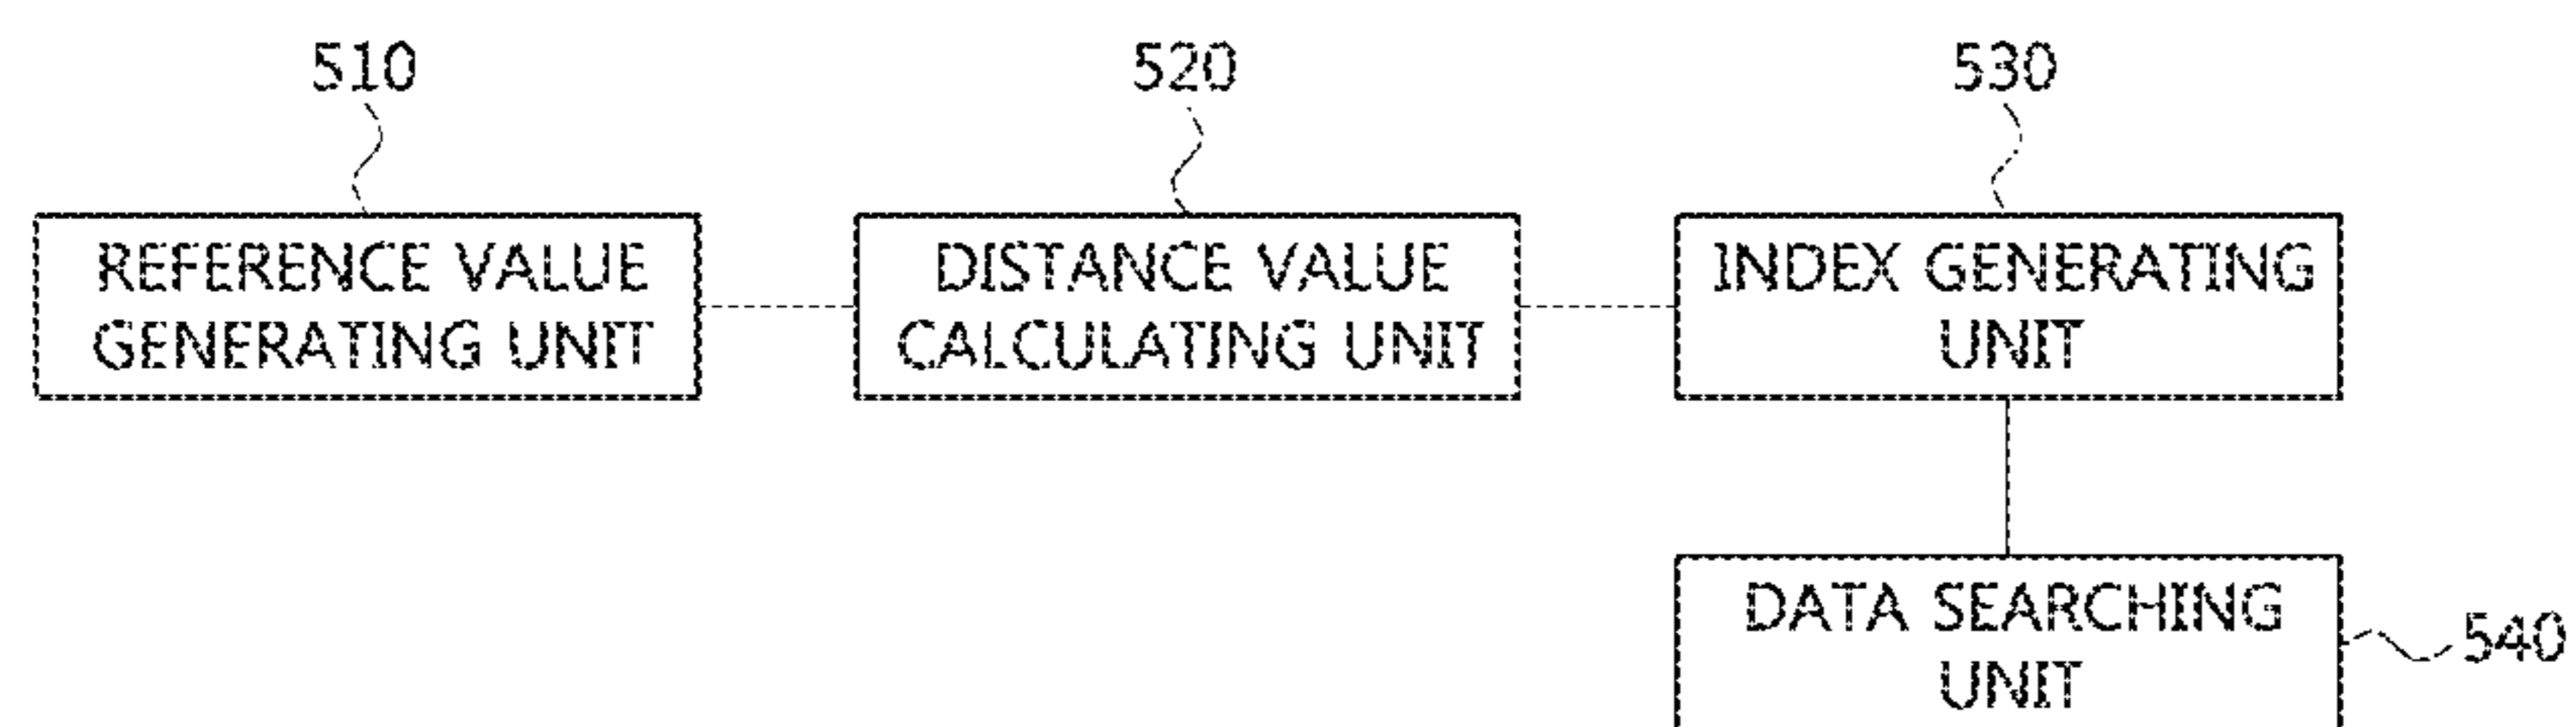 510
520
530
REFERENCE VALUE
GENERATING UNIT
DISTANCE VALUE
CALCULATING UNIT
INDEX GENERATING
UNIT
DATA SEARCHING
UNIT
540